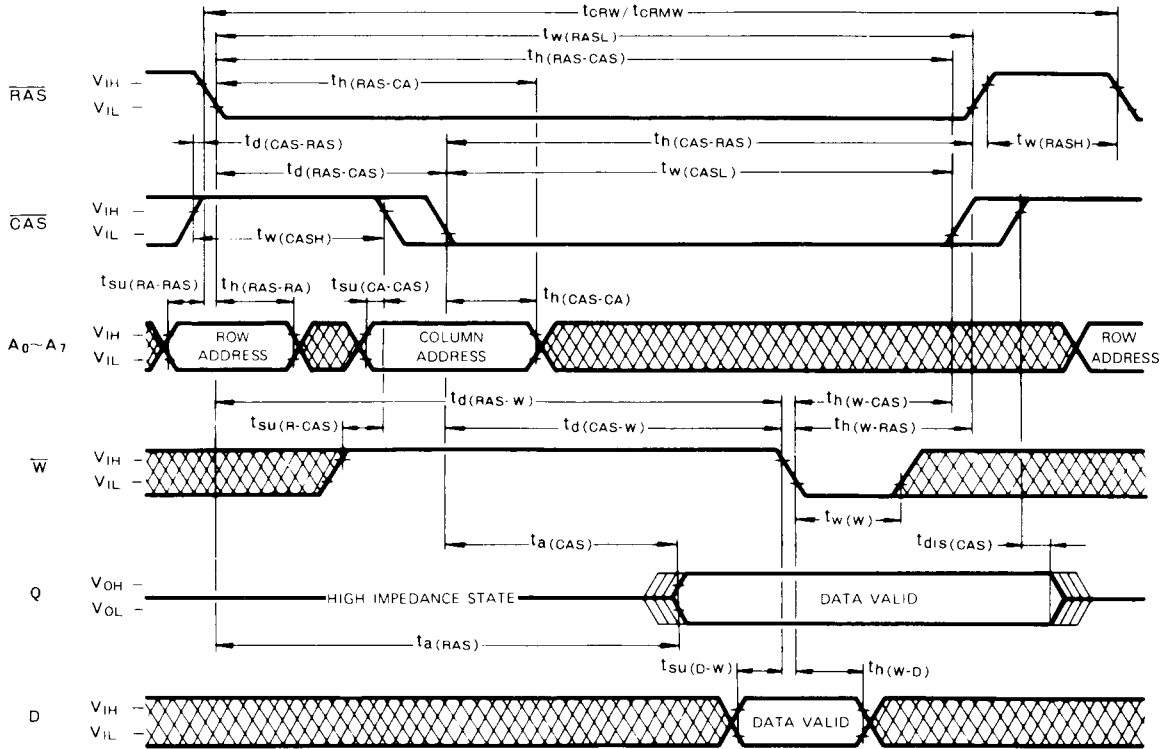 tCRW/tCRMW
tW(RASL)
th(RAS-CAS)
th(RAS-CA)
RAS
VIH
VIL
td(CAS-RAS)
th(CAS-RAS)
tW(RASH)
td(RAS-CAS)
tW(CASL)
CAS
VIH
VIL
tW(CASH)
tsu(RA-RAS)
th(RAS-RA)
tsu(CA-CAS)
th(CAS-CA)
A0~A7
VIH
VIL
ROW ADDRESS
COLUMN ADDRESS
ROW ADDRESS
td(RAS-W)
th(W-CAS)
tsu(R-CAS)
td(CAS-W)
th(W-RAS)
W
VIH
VIL
tW(W)
ta(CAS)
tdis(CAS)
Q
VOH
VOL
HIGH IMPEDANCE STATE
DATA VALID
ta(RAS)
tsu(D-W)
th(W-D)
D
VIH
VIL
DATA VALID